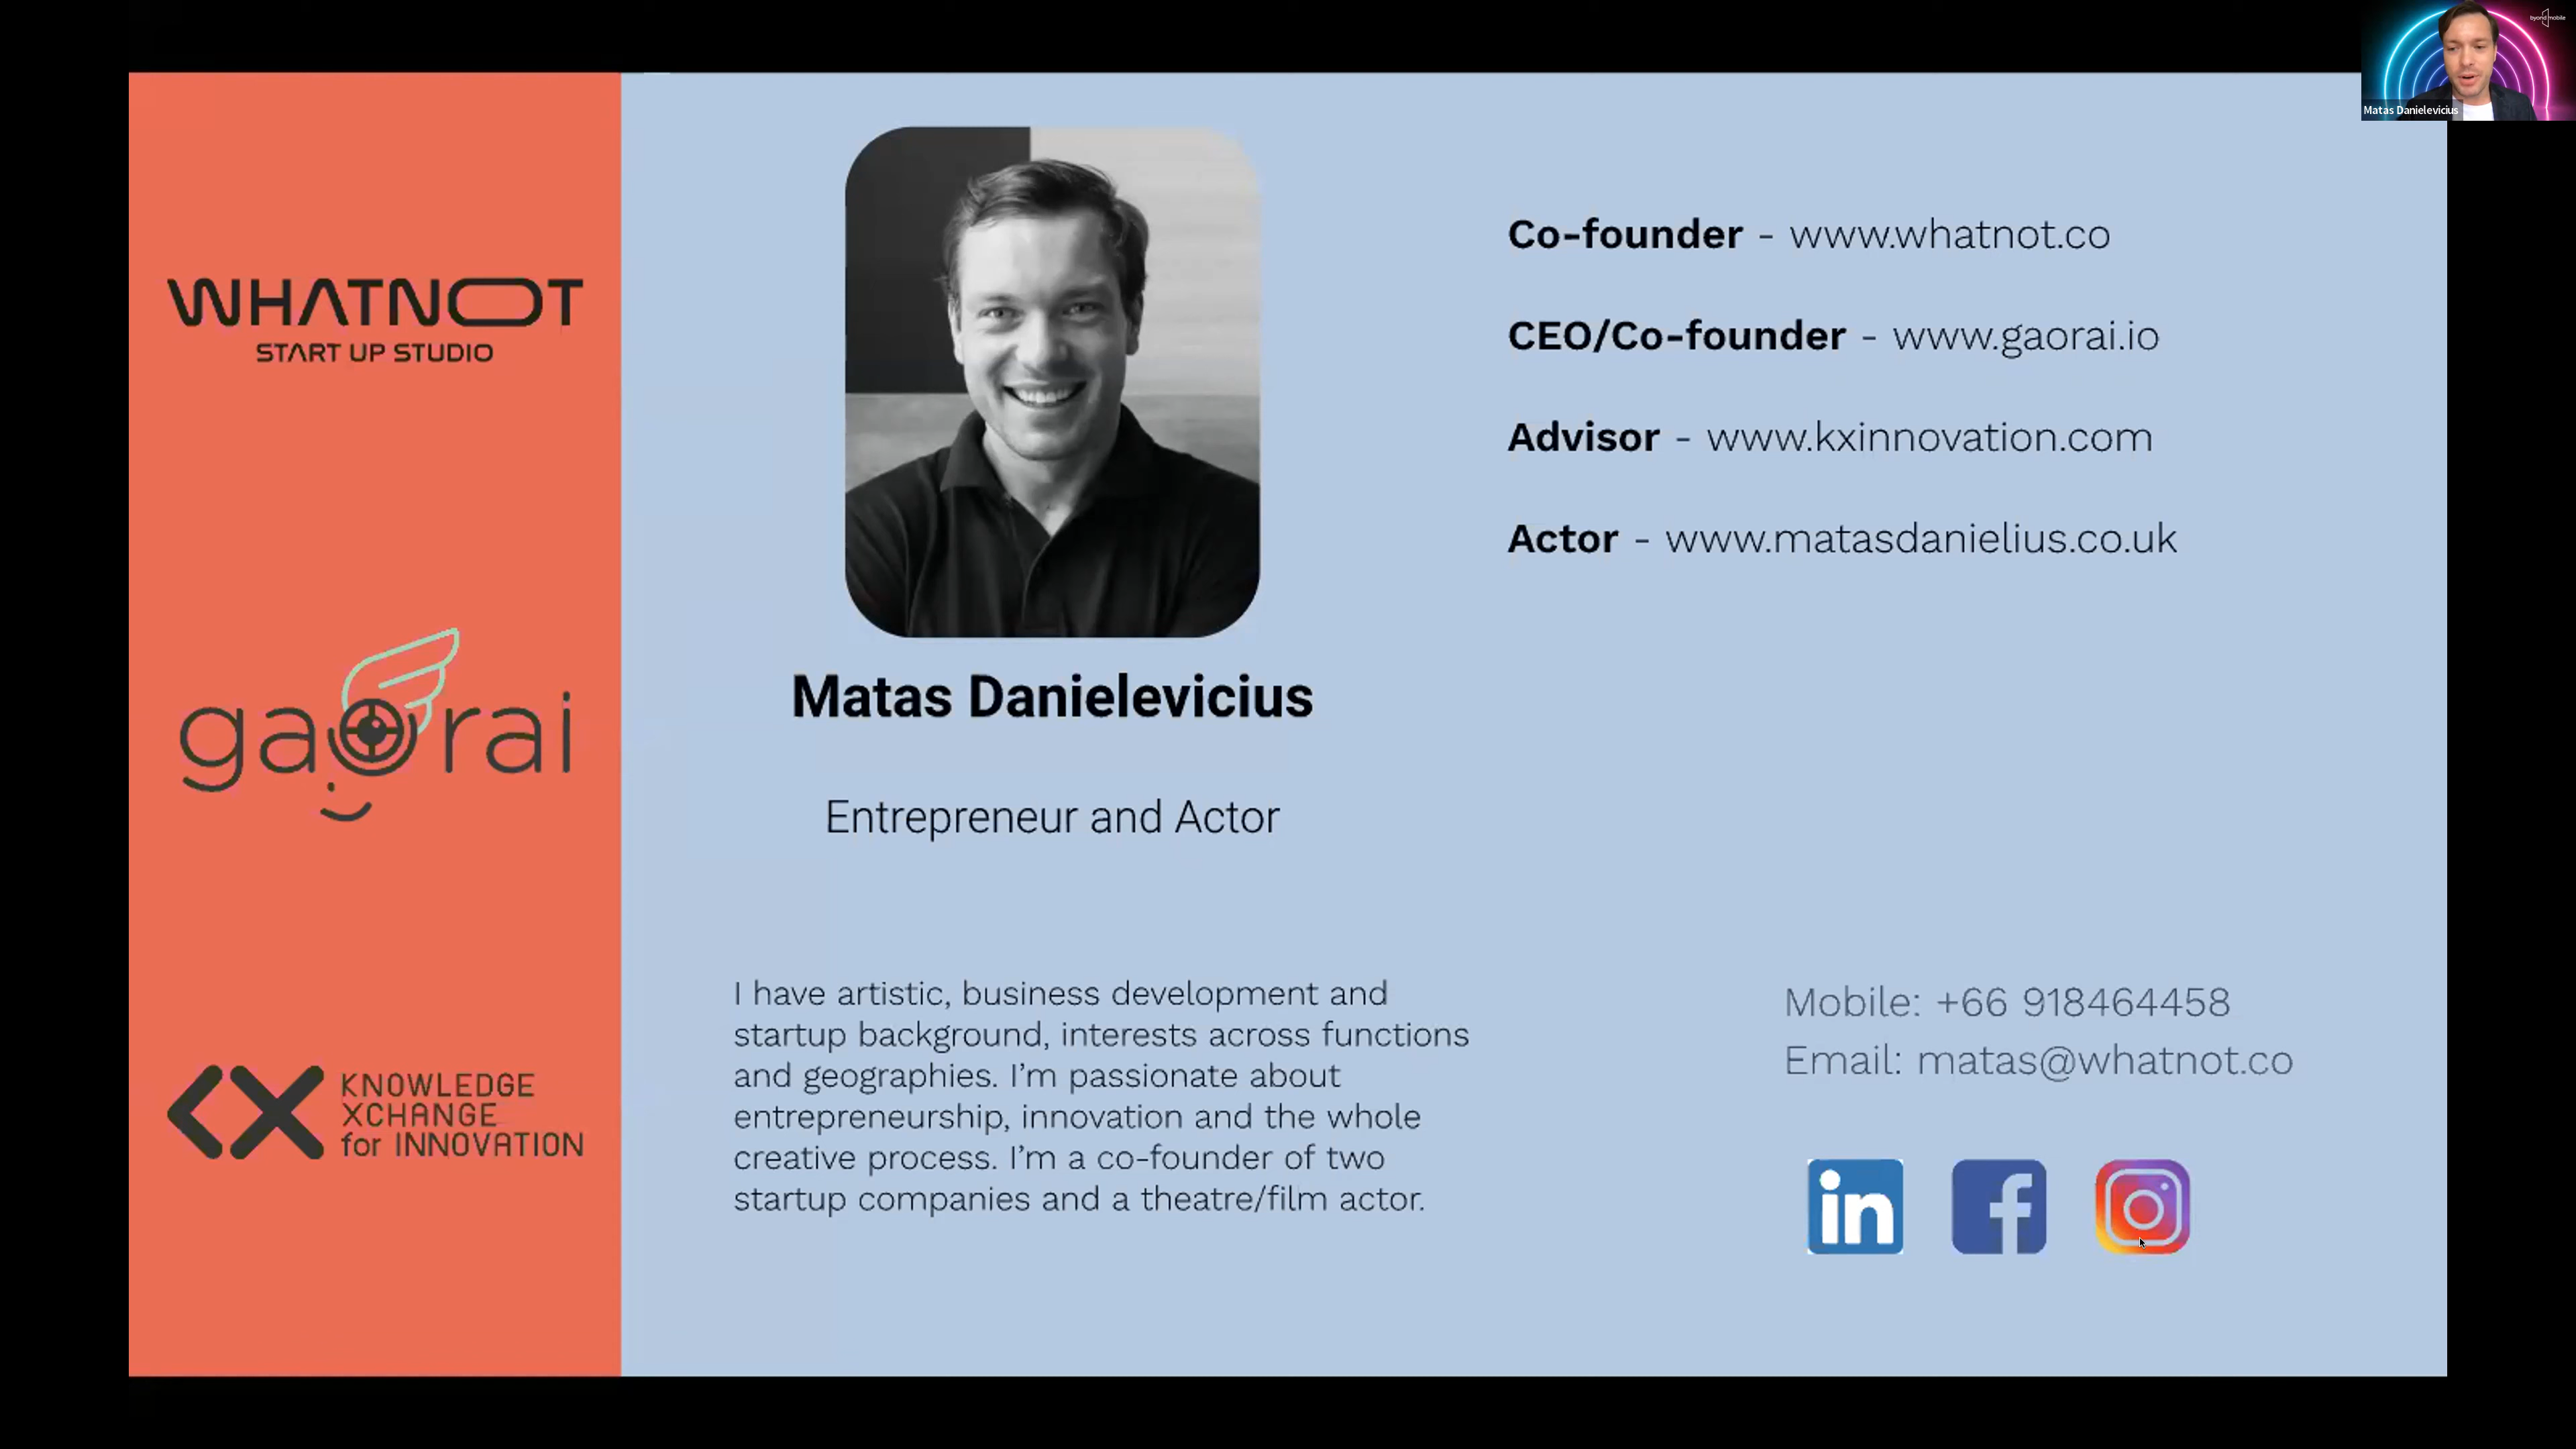 byond mobile
Matas Danielevicius
WHATNOT
START UP STUDIO
gaorai
KNOWLEDGE
XCHANGE
for INNOVATION
Matas Danielevicius
Entrepreneur and Actor
I have artistic, business development and
startup background, interests across functions
and geographies. I'm passionate about
entrepreneurship, innovation and the whole
creative process. I'm a co-founder of two
startup companies and a theatre/film actor.
Co-founder - www.whatnot.co
CEO/Co-founder - www.gaorai.io
Advisor - www.kxinnovation.com
Actor - www.matasdanielius.co.uk
Mobile: +66 918464458
Email: matas@whatnot.co
in
f